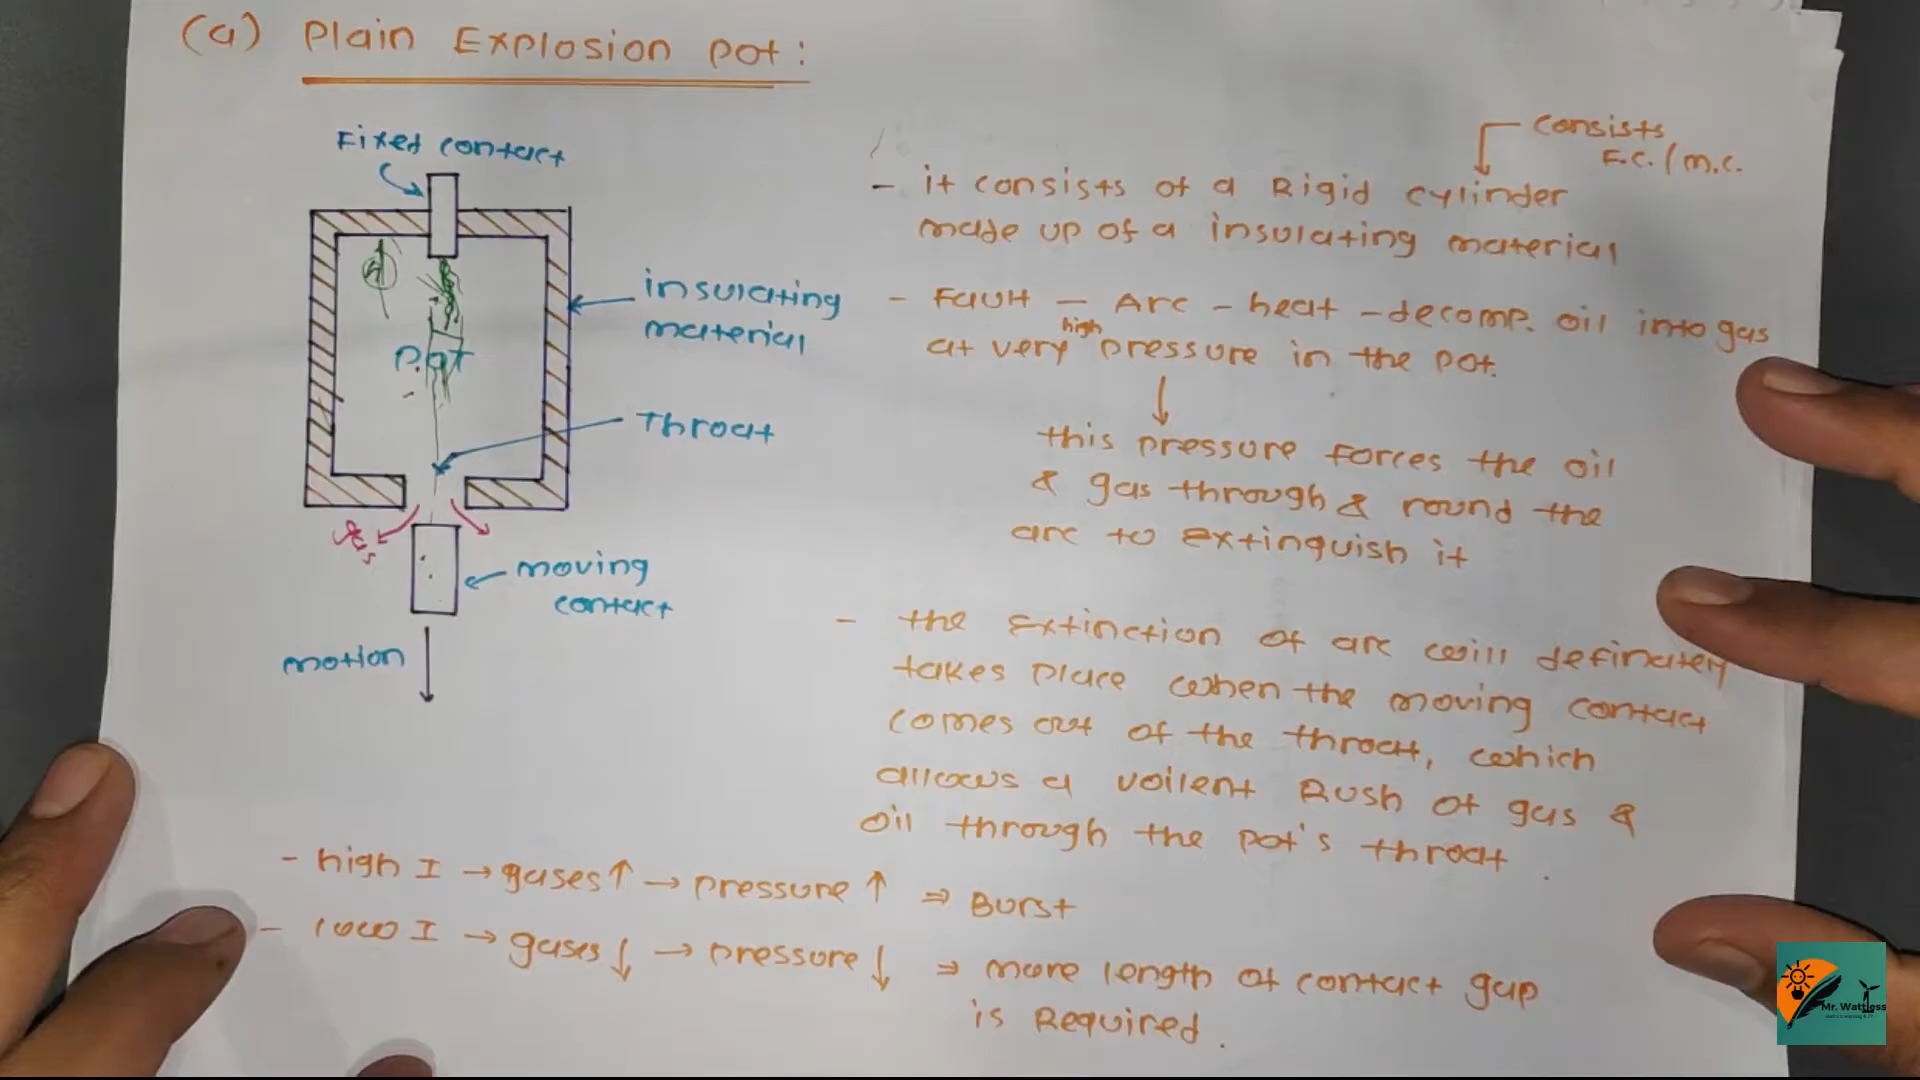 (a) Plain Explosion pot:
Fixed contact
insulating
material
Pot
Throat
gas
moving
contact
motion
consists
F.C. / m.c.
- it consists of a Rigid cylinder
made up of a insulating material
- Fault - Arc - heat - decomp. oil into gas
at very high pressure in the pot.
this pressure forces the oil
& gas through & round the
arc to extinguish it
- the extinction of arc will definately
takes place when the moving contact
comes out of the throat, which
allows a voilent Rush of gas &
oil through the pot's throat.
- high I → gases ↑ → pressure ↑ ⇒ Burst
- low I → gases ↓ → pressure ↓ ⇒ more length of contact gap
is Required.
Mr. Wattless